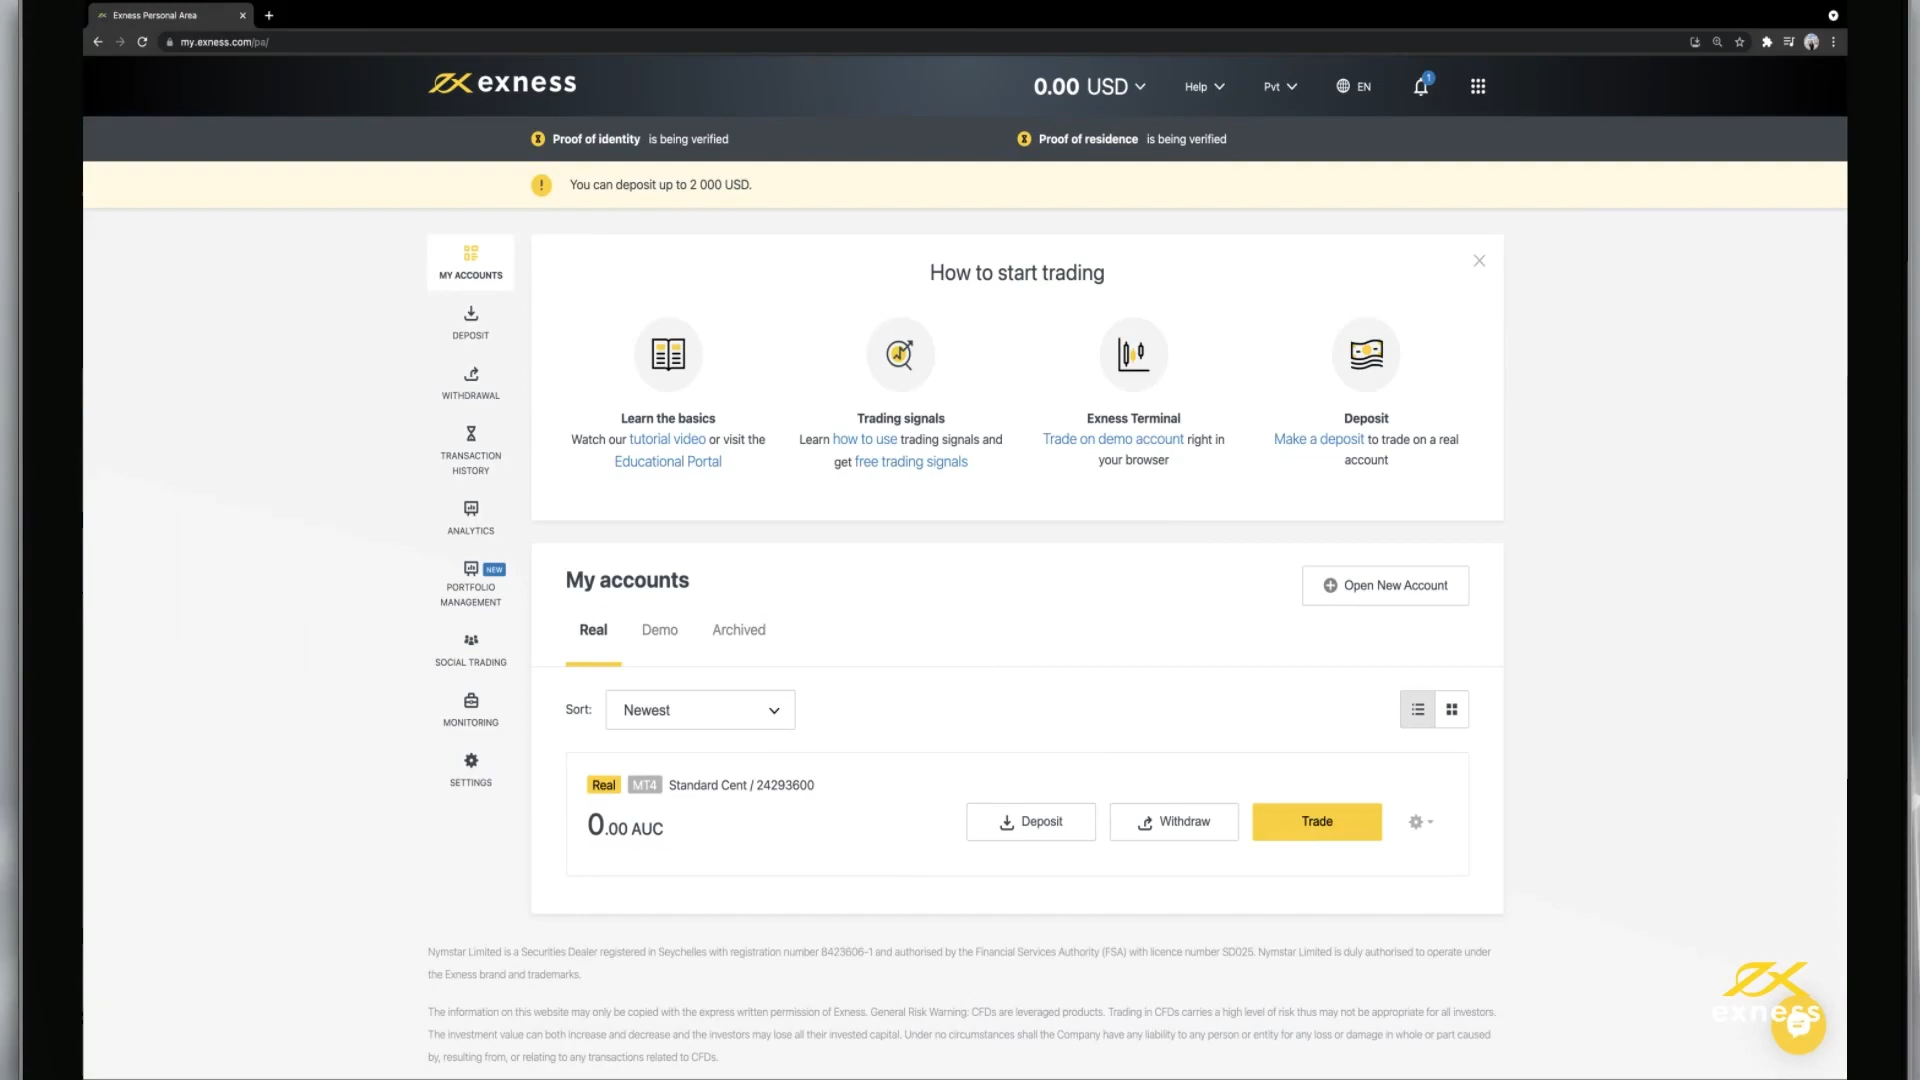 Exness Personal Area
my.exness.com/pa/
exness
0.00 USD
Help
Pvt
EN
1
Proof of identity is being verified
Proof of residence is being verified
! You can deposit up to 2 000 USD.
MY ACCOUNTS
DEPOSIT
WITHDRAWAL
TRANSACTION
HISTORY
ANALYTICS
NEW
PORTFOLIO
MANAGEMENT
SOCIAL TRADING
MONITORING
SETTINGS
How to start trading
Learn the basics
Watch our tutorial video or visit the
Educational Portal
Trading signals
Learn how to use trading signals and
get free trading signals
Exness Terminal
Trade on demo account right in
your browser
Deposit
Make a deposit to trade on a real
account
My accounts
Open New Account
Real
Demo
Archived
Sort:
Newest
Real MT4 Standard Cent / 24293600
0.00 AUC
Deposit
Withdraw
Trade
Nymstar Limited is a Securities Dealer registered in Seychelles with registration number 8423606-1 and authorised by the Financial Services Authority (FSA) with licence number SD025. Nymstar Limited is duly authorised to operate under
the Exness brand and trademarks.
The information on this website may only be copied with the express written permission of Exness. General Risk Warning: CFDs are leveraged products. Trading in CFDs carries a high level of risk thus may not be appropriate for all investors.
The investment value can both increase and decrease and the investors may lose all their invested capital. Under no circumstances shall the Company have any liability to any person or entity for any loss or damage in whole or part caused
by, resulting from, or relating to any transactions related to CFDs.
exness